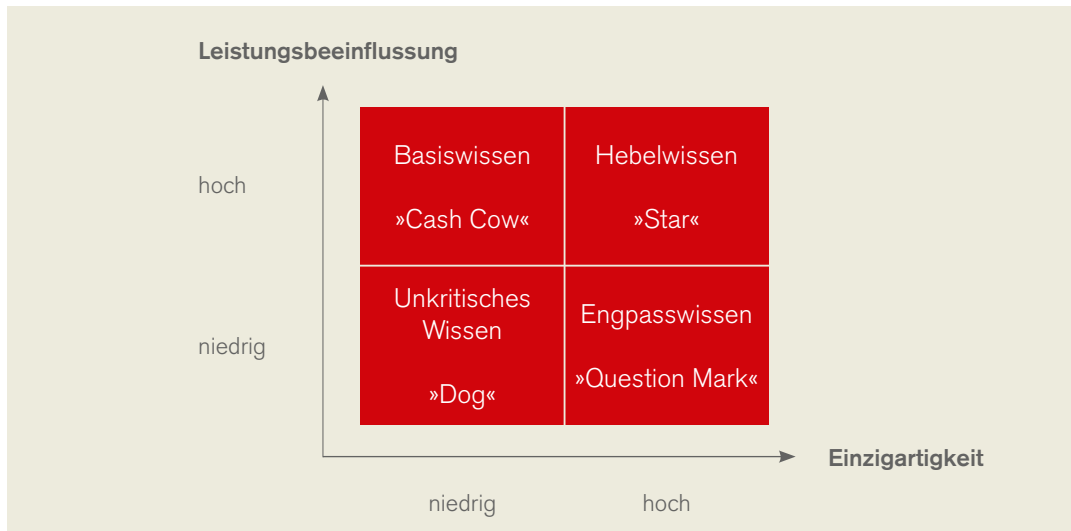 Leistungsbeeinflussung
hoch
Basiswissen
»Cash Cow«
Hebelwissen
»Star«
niedrig
Unkritisches
Wissen
»Dog«
Engpasswissen
»Question Mark«
Einzigartigkeit
niedrig
hoch